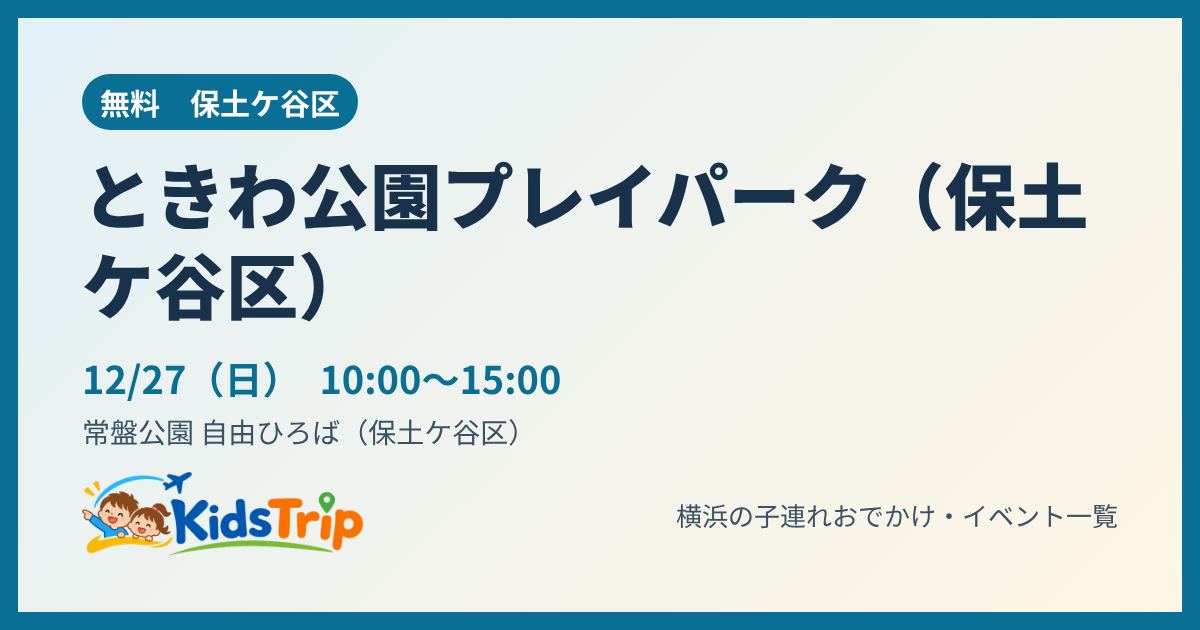 無料　保土ケ谷区
ときわ公園プレイパーク（保土
ケ谷区）
12/27（日）　10:00～15:00
常盤公園 自由ひろば（保土ケ谷区）
KidsTrip
横浜の子連れおでかけ・イベント一覧